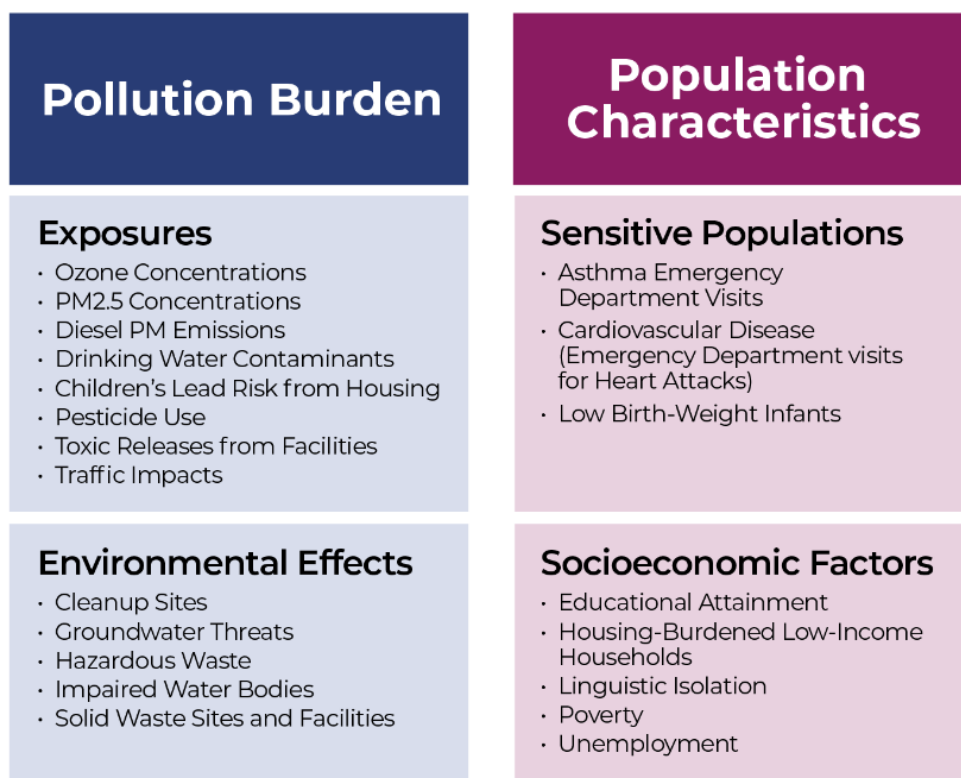 Pollution Burden
Exposures
· Ozone Concentrations
· PM2.5 Concentrations
· Diesel PM Emissions
· Drinking Water Contaminants
· Children’s Lead Risk from Housing
· Pesticide Use
· Toxic Releases from Facilities
· Traffic Impacts
Environmental Effects
· Cleanup Sites
· Groundwater Threats
· Hazardous Waste
· Impaired Water Bodies
· Solid Waste Sites and Facilities
Population
Characteristics
Sensitive Populations
· Asthma Emergency
Department Visits
· Cardiovascular Disease
(Emergency Department visits
for Heart Attacks)
· Low Birth-Weight Infants
Socioeconomic Factors
· Educational Attainment
· Housing-Burdened Low-Income
Households
· Linguistic Isolation
· Poverty
· Unemployment